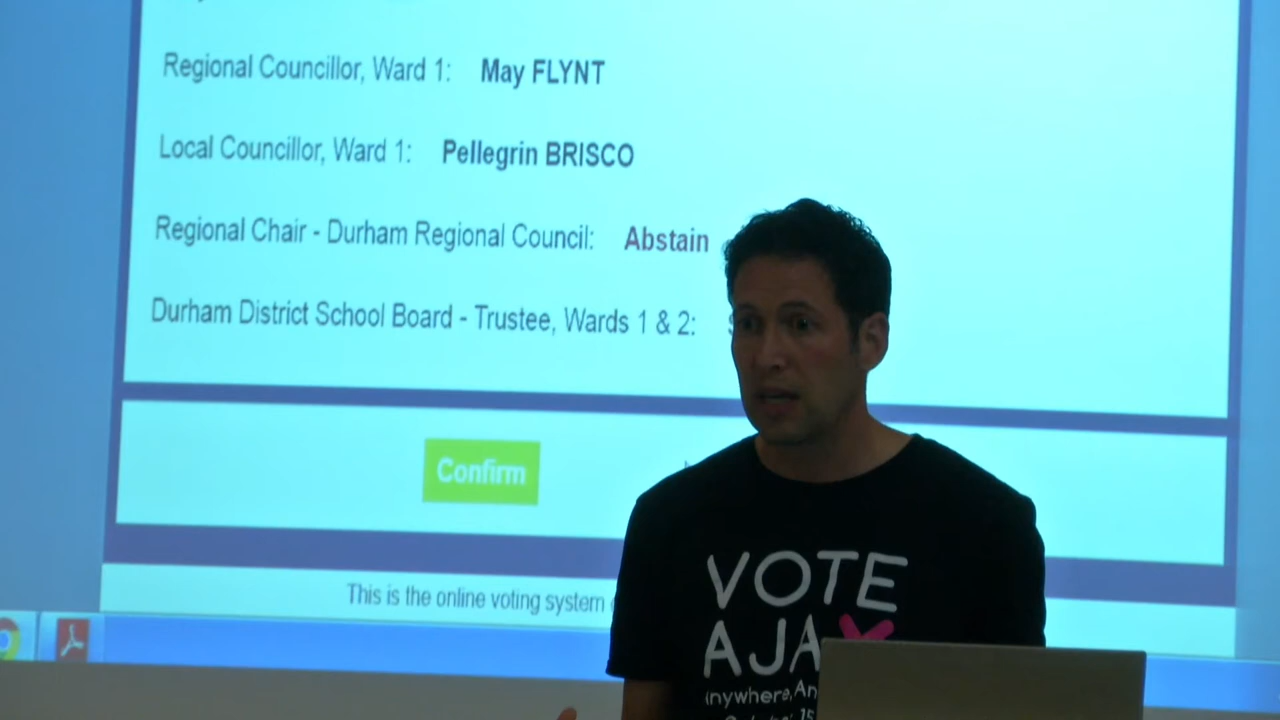 Regional Councillor, Ward 1: May FLYNT
Local Councillor, Ward 1: Pellegrin BRISCO
Regional Chair - Durham Regional Council: Abstain
Durham District School Board - Trustee, Wards 1 & 2:
Confirm
This is the online voting system
VOTE
AJAX